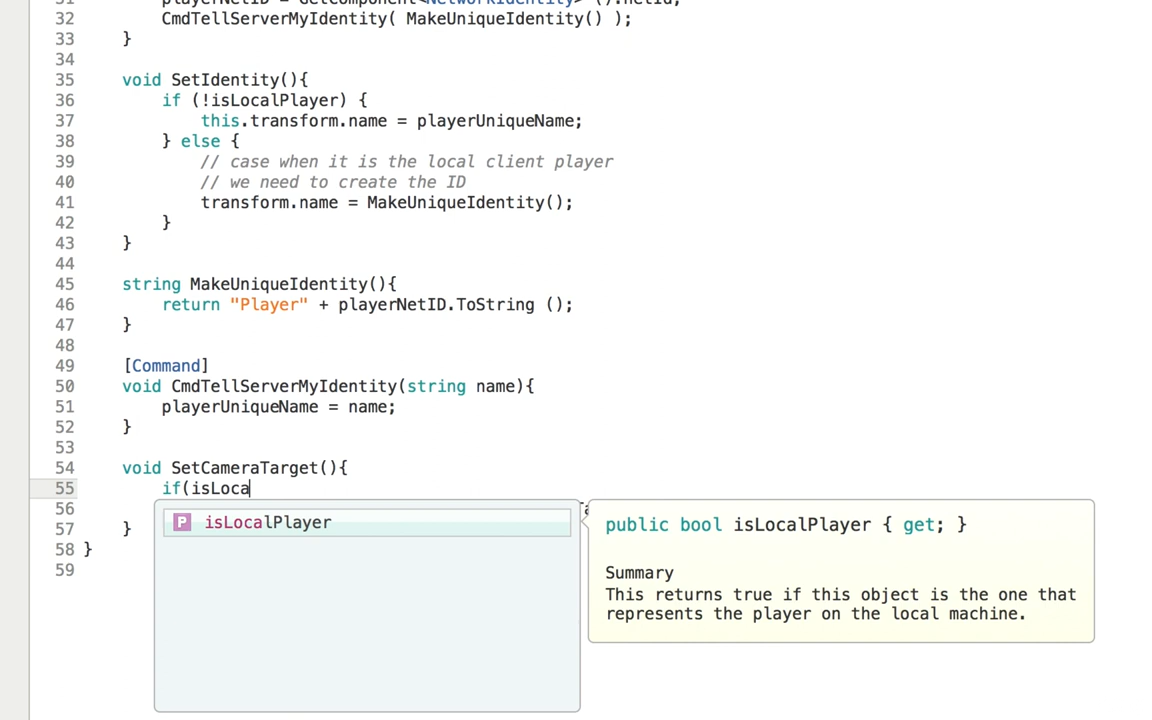 31 playerNetID = GetComponent<NetworkIdentity> ().netId;
32 CmdTellServerMyIdentity( MakeUniqueIdentity() );
33 }
34
35 void SetIdentity(){
36 if (!isLocalPlayer) {
37 this.transform.name = playerUniqueName;
38 } else {
39 // case when it is the local client player
40 // we need to create the ID
41 transform.name = MakeUniqueIdentity();
42 }
43 }
44
45 string MakeUniqueIdentity(){
46 return "Player" + playerNetID.ToString ();
47 }
48
49 [Command]
50 void CmdTellServerMyIdentity(string name){
51 playerUniqueName = name;
52 }
53
54 void SetCameraTarget(){
55 if(isLoca
56
P isLocalPlayer
57 }
58 }
59
public bool isLocalPlayer { get; }
Summary
This returns true if this object is the one that
represents the player on the local machine.